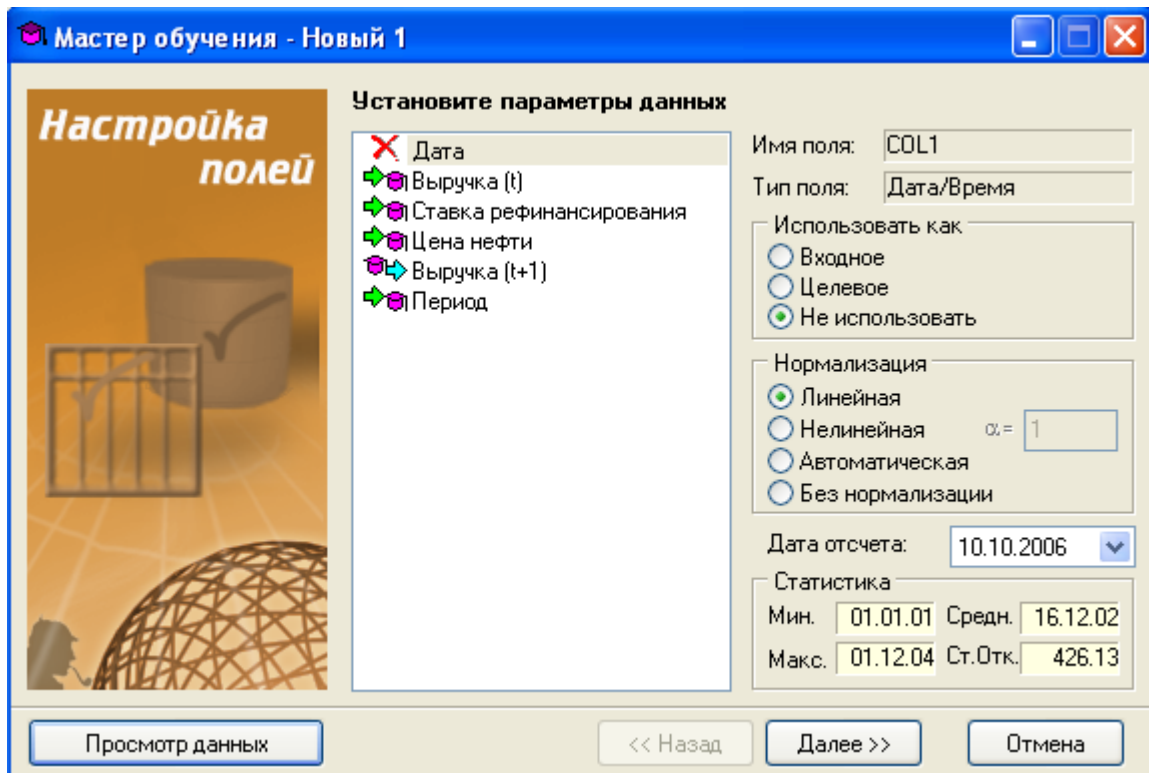 Мастер обучения - Новый 1
Настройка
полей
Установите параметры данных
Дата
Выручка (t)
Ставка рефинансирования
Цена нефти
Выручка (t+1)
Период
Имя поля: COL1
Тип поля: Дата/Время
Использовать как
Входное
Целевое
Не использовать
Нормализация
Линейная
Нелинейная α = 1
Автоматическая
Без нормализации
Дата отсчета: 10.10.2006
Статистика
Мин. 01.01.01 Средн. 16.12.02
Макс. 01.12.04 Ст.Отк. 426.13
Просмотр данных << Назад Далее >> Отмена